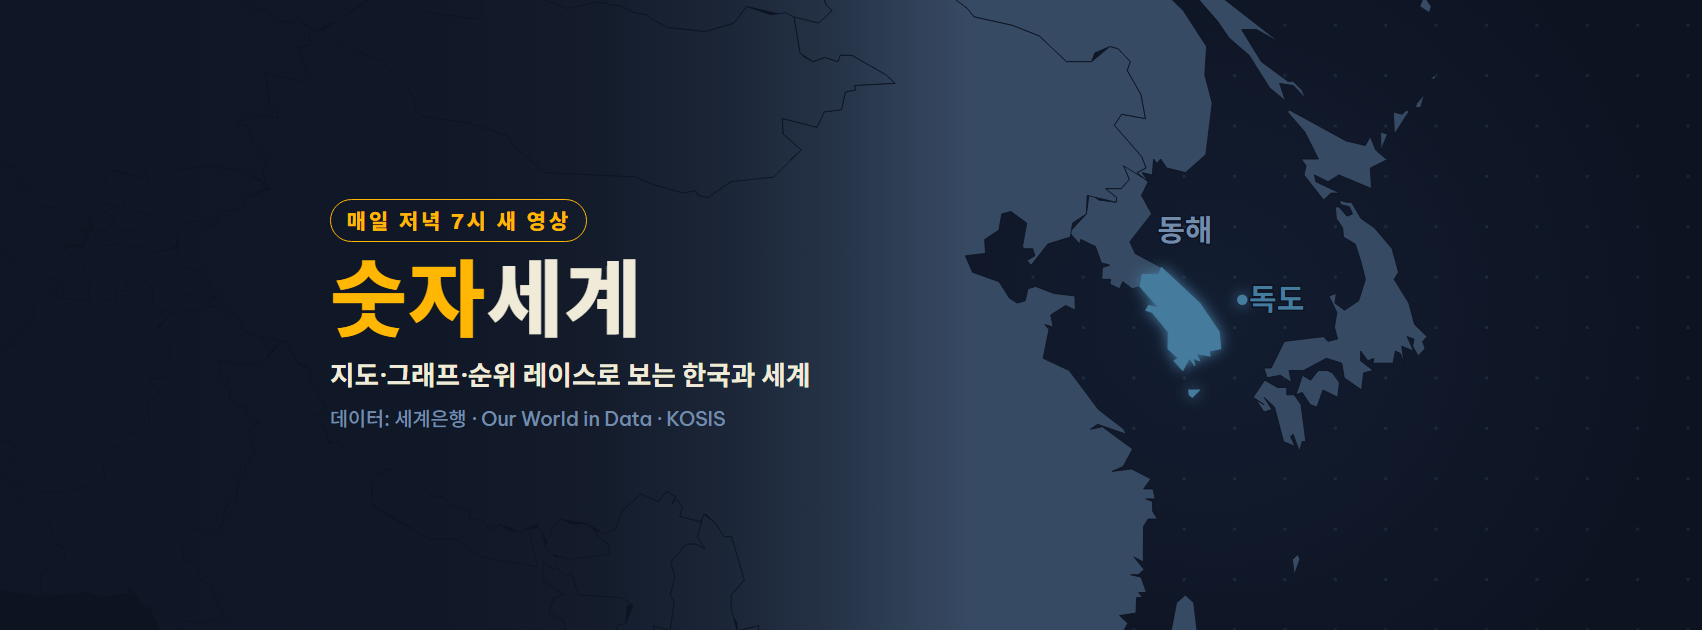 매일 저녁 7시 새 영상
숫자세계
지도·그래프·순위 레이스로 보는 한국과 세계
데이터: 세계은행 · Our World in Data · KOSIS
동해
독도